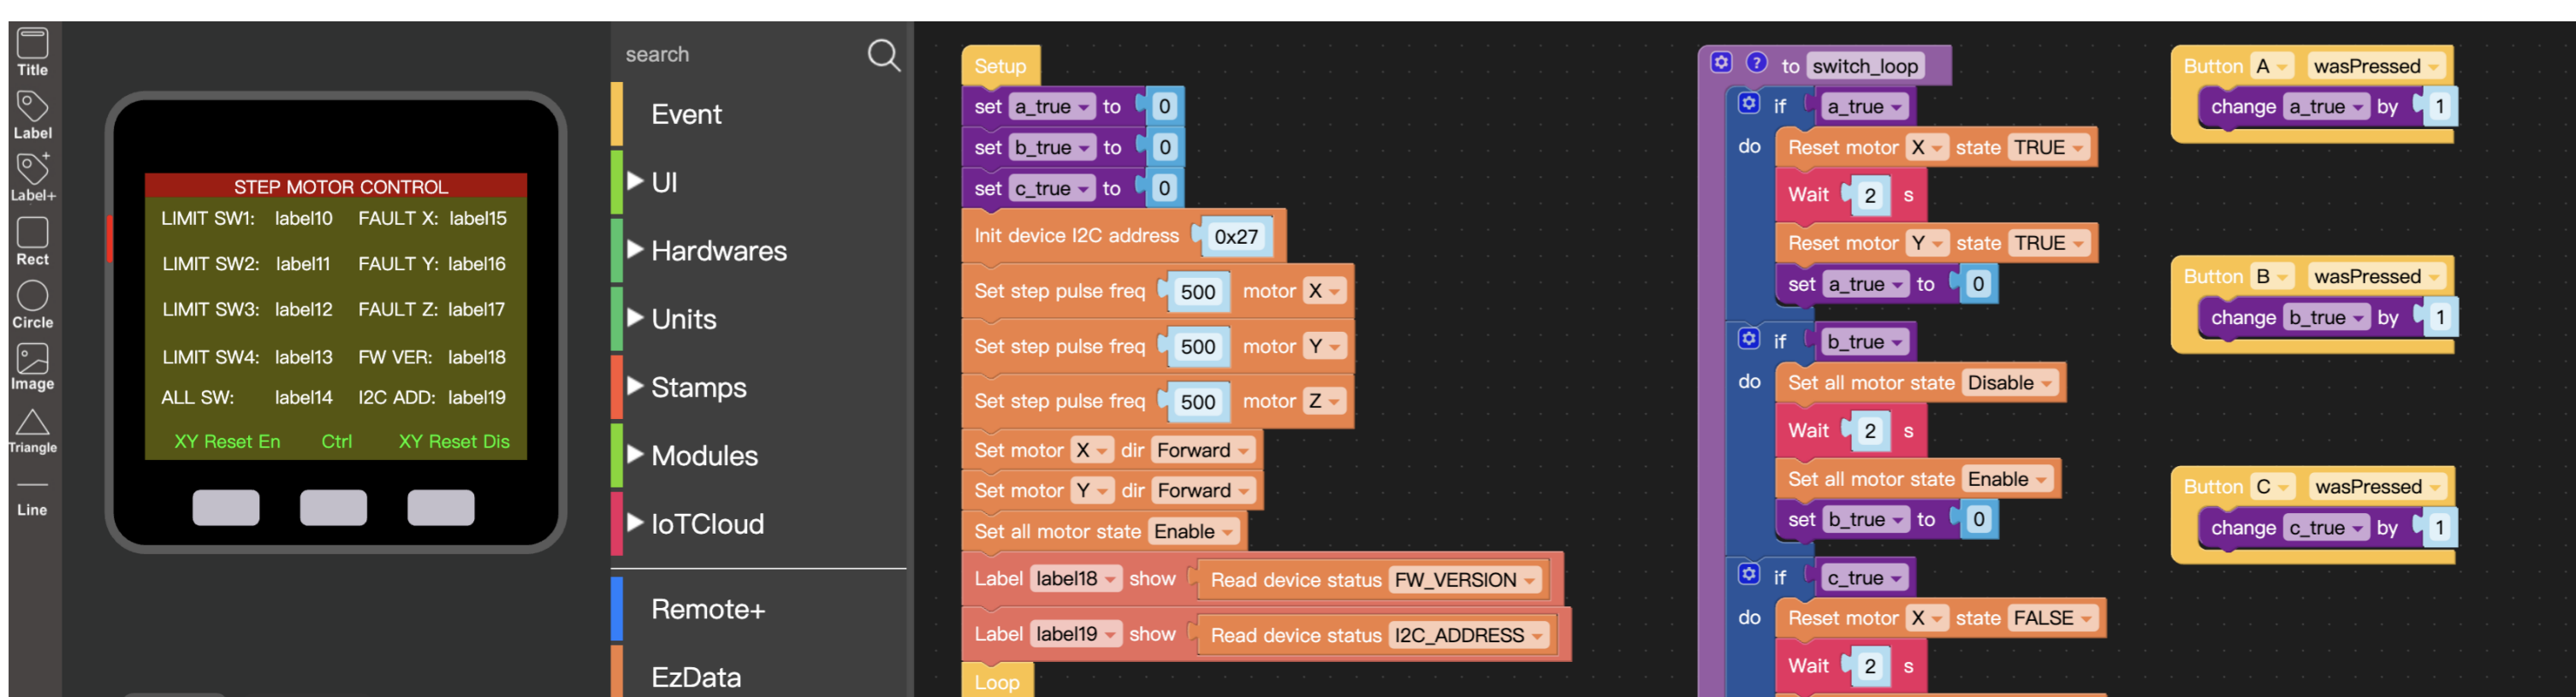 Title
Label
Label+
Rect
Circle
Image
Triangle
Line
STEP MOTOR CONTROL
LIMIT SW1: label10 FAULT X: label15
LIMIT SW2: label11 FAULT Y: label16
LIMIT SW3: label12 FAULT Z: label17
LIMIT SW4: label13 FW VER: label18
ALL SW: label14 I2C ADD: label19
XY Reset En Ctrl XY Reset Dis
search
Event
UI
Hardwares
Units
Stamps
Modules
IoTCloud
Remote+
EzData
Setup
set a_true to 0
set b_true to 0
set c_true to 0
Init device I2C address 0x27
Set step pulse freq 500 motor X
Set step pulse freq 500 motor Y
Set step pulse freq 500 motor Z
Set motor X dir Forward
Set motor Y dir Forward
Set all motor state Enable
Label label18 show Read device status FW_VERSION
Label label19 show Read device status I2C_ADDRESS
Loop
? to switch_loop
if a_true
do Reset motor X state TRUE
Wait 2 s
Reset motor Y state TRUE
set a_true to 0
if b_true
do Set all motor state Disable
Wait 2 s
Set all motor state Enable
set b_true to 0
if c_true
do Reset motor X state FALSE
Wait 2 s
Button A wasPressed
change a_true by 1
Button B wasPressed
change b_true by 1
Button C wasPressed
change c_true by 1